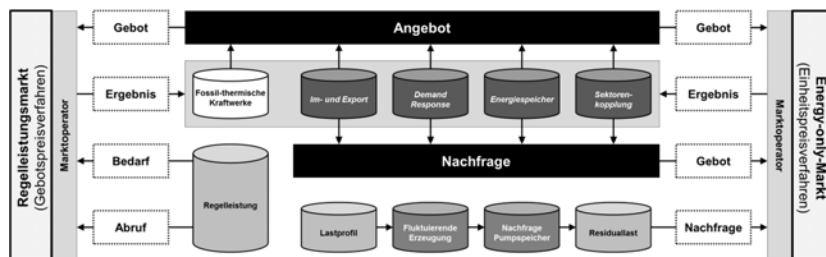 Regelleistungsmarkt
(Gebotspreisverfahren)
Marktoperator
Gebot
Angebot
Gebot
Ergebnis
Fossil-thermische
Kraftwerke
Im- und Export
Demand
Response
Energiespeicher
Sektoren-
kopplung
Ergebnis
Bedarf
Regelleistung
Nachfrage
Gebot
Abruf
Lastprofil
Fluktuierende
Erzeugung
Nachfrage
Pumpspeicher
Residuallast
Nachfrage
Marktoperator
Energy-only-Markt
(Einheitspreisverfahren)